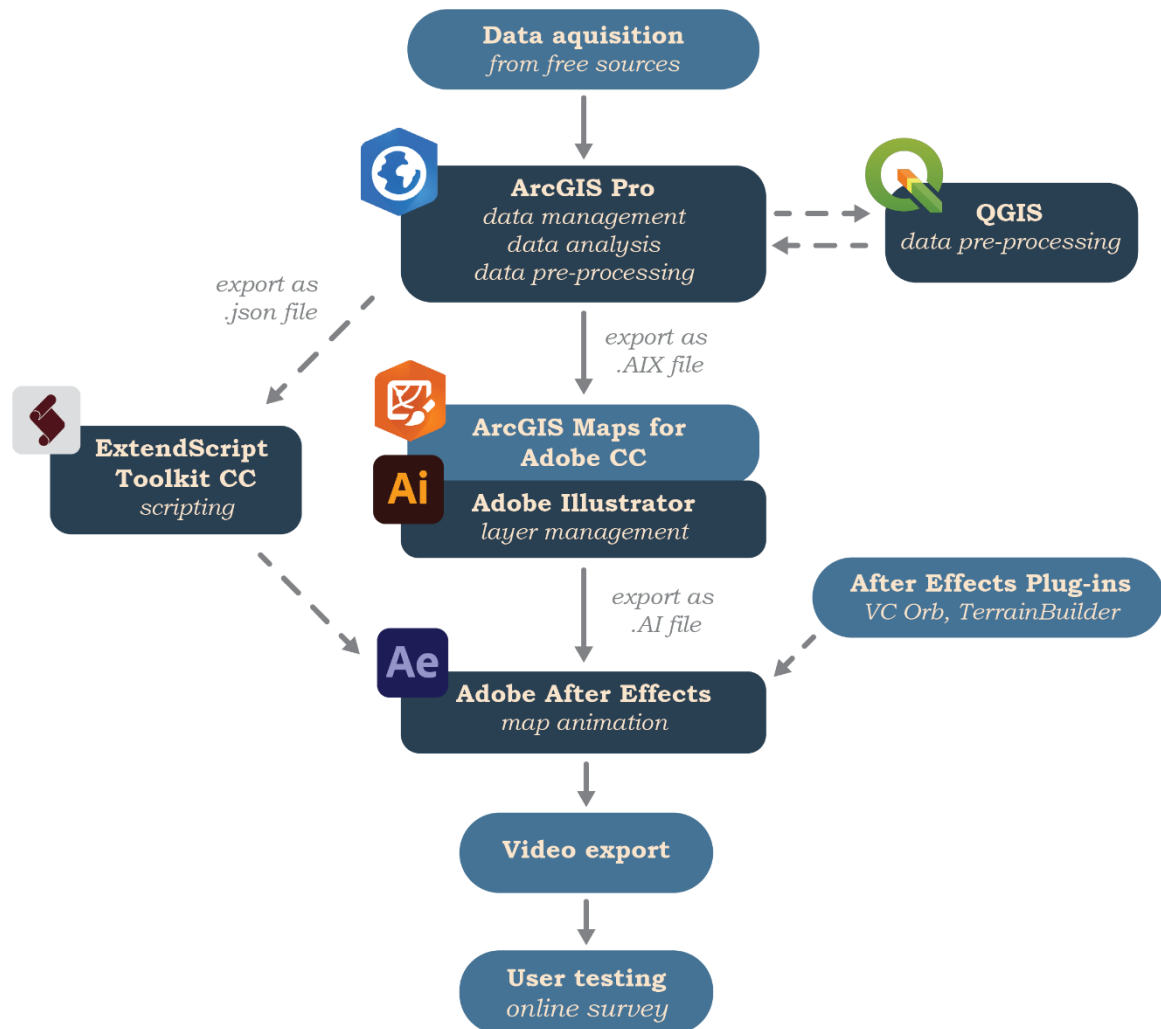 Data aquisition
from free sources
ArcGIS Pro
data management
data analysis
data pre-processing
QGIS
data pre-processing
export as
.json file
export as
.AIX file
ArcGIS Maps for
Adobe CC
ExtendScript
Toolkit CC
scripting
Ai
Adobe Illustrator
layer management
After Effects Plug-ins
VC Orb, TerrainBuilder
export as
.AI file
Ae
Adobe After Effects
map animation
Video export
User testing
online survey